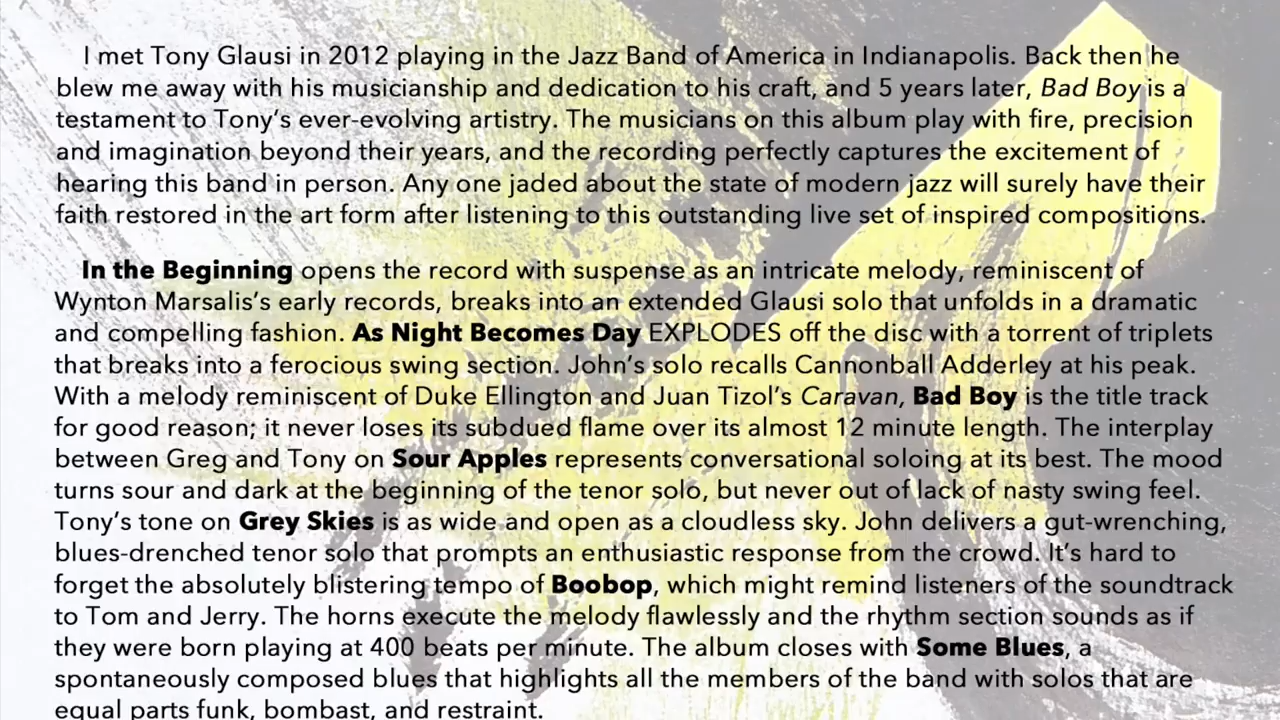 I met Tony Glausi in 2012 playing in the Jazz Band of America in Indianapolis. Back then he
blew me away with his musicianship and dedication to his craft, and 5 years later, Bad Boy is a
testament to Tony's ever-evolving artistry. The musicians on this album play with fire, precision
and imagination beyond their years, and the recording perfectly captures the excitement of
hearing this band in person. Any one jaded about the state of modern jazz will surely have their
faith restored in the art form after listening to this outstanding live set of inspired compositions.
In the Beginning opens the record with suspense as an intricate melody, reminiscent of
Wynton Marsalis's early records, breaks into an extended Glausi solo that unfolds in a dramatic
and compelling fashion. As Night Becomes Day EXPLODES off the disc with a torrent of triplets
that breaks into a ferocious swing section. John's solo recalls Cannonball Adderley at his peak.
With a melody reminiscent of Duke Ellington and Juan Tizol's Caravan, Bad Boy is the title track
for good reason; it never loses its subdued flame over its almost 12 minute length. The interplay
between Greg and Tony on Sour Apples represents conversational soloing at its best. The mood
turns sour and dark at the beginning of the tenor solo, but never out of lack of nasty swing feel.
Tony's tone on Grey Skies is as wide and open as a cloudless sky. John delivers a gut-wrenching,
blues-drenched tenor solo that prompts an enthusiastic response from the crowd. It's hard to
forget the absolutely blistering tempo of Boobop, which might remind listeners of the soundtrack
to Tom and Jerry. The horns execute the melody flawlessly and the rhythm section sounds as if
they were born playing at 400 beats per minute. The album closes with Some Blues, a
spontaneously composed blues that highlights all the members of the band with solos that are
equal parts funk, bombast, and restraint.